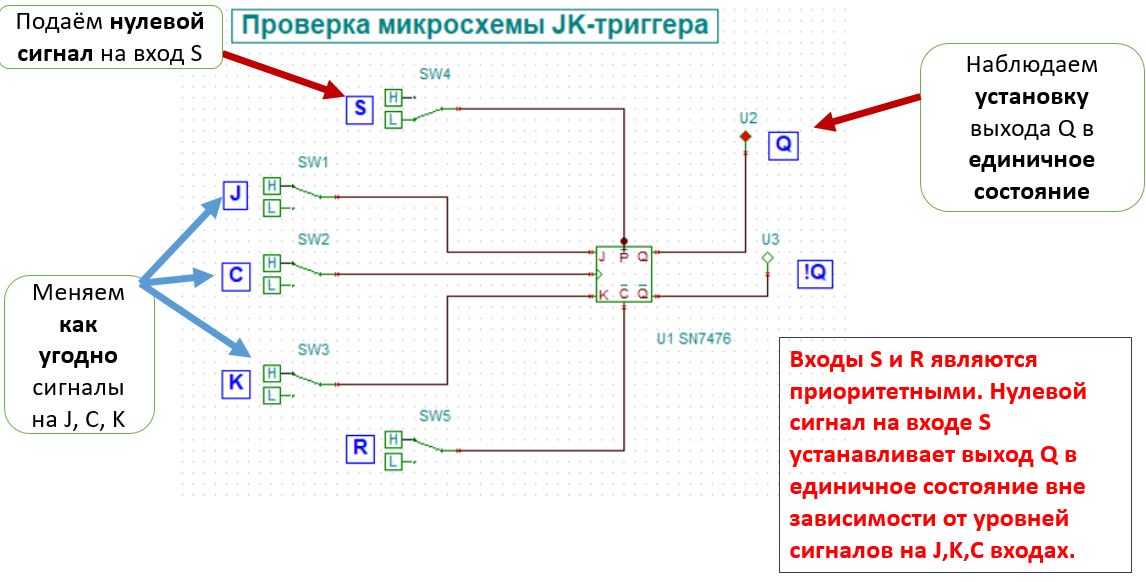 Проверка микросхемы JK-триггера
Подаём нулевой
сигнал на вход S
Наблюдаем
установку
выхода Q в
единичное
состояние
SW4
S
H
L
U2
Q
SW1
J
H
L
SW2
C
H
L
U3
!Q
J P Q
K C̅ Q̅
U1 SN7476
Меняем
как
угодно
сигналы
на J, C, K
SW3
K
H
L
SW5
R
H
L
Входы S и R являются
приоритетными. Нулевой
сигнал на входе S
устанавливает выход Q в
единичное состояние вне
зависимости от уровней
сигналов на J,K,C входах.